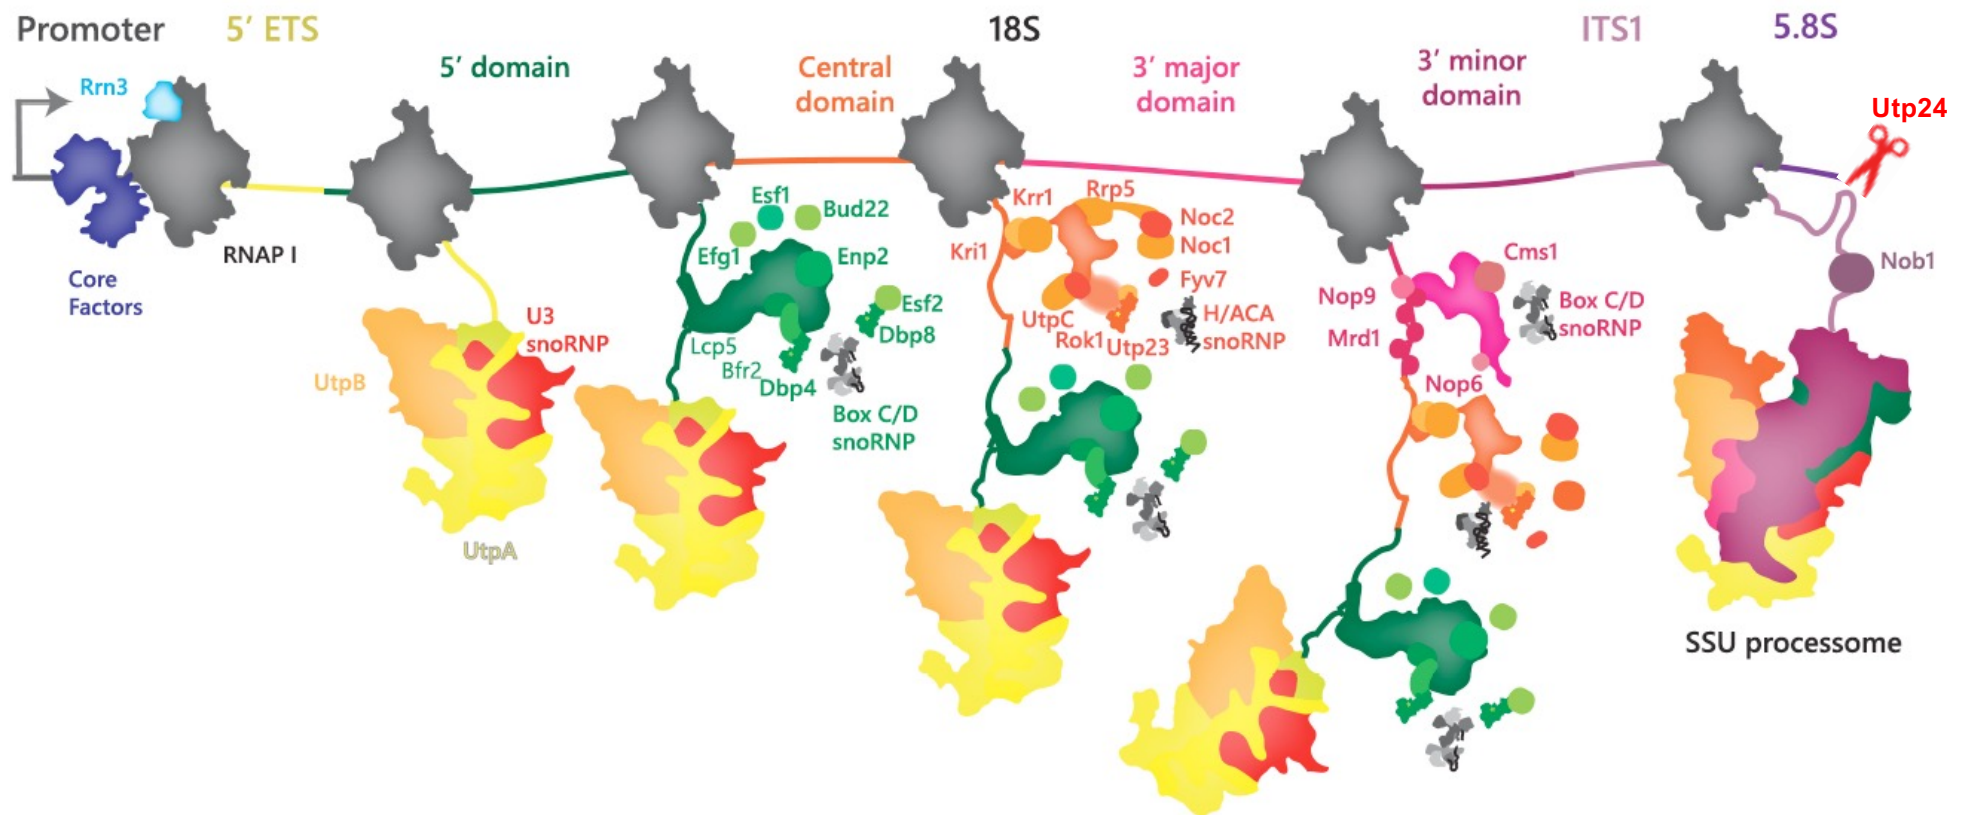 Promoter
5′ ETS
18S
ITS1
5.8S
5′ domain
Central
domain
3′ major
domain
3′ minor
domain
Utp24
Rrn3
RNAP I
Core
Factors
UtpB
U3
snoRNP
UtpA
Esf1
Bud22
Efg1
Enp2
Esf2
Dbp8
Lcp5
Bfr2
Dbp4
Box C/D
snoRNP
Krr1
Rrp5
Noc2
Noc1
Kri1
Fyv7
UtpC
Rok1
Utp23
H/ACA
snoRNP
Cms1
Nop9
Mrd1
Box C/D
snoRNP
Nop6
Nob1
SSU processome